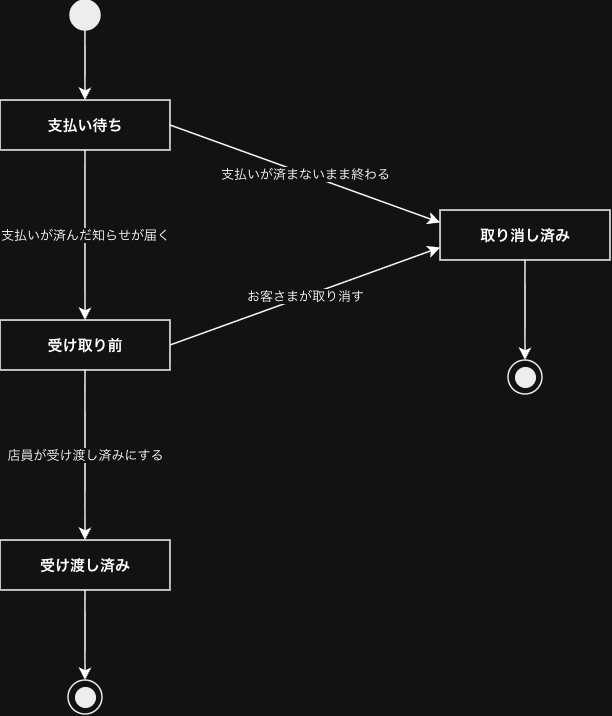 支払い待ち
支払いが済まないまま終わる
取り消し済み
支払いが済んだ知らせが届く
お客さまが取り消す
受け取り前
店員が受け渡し済みにする
受け渡し済み